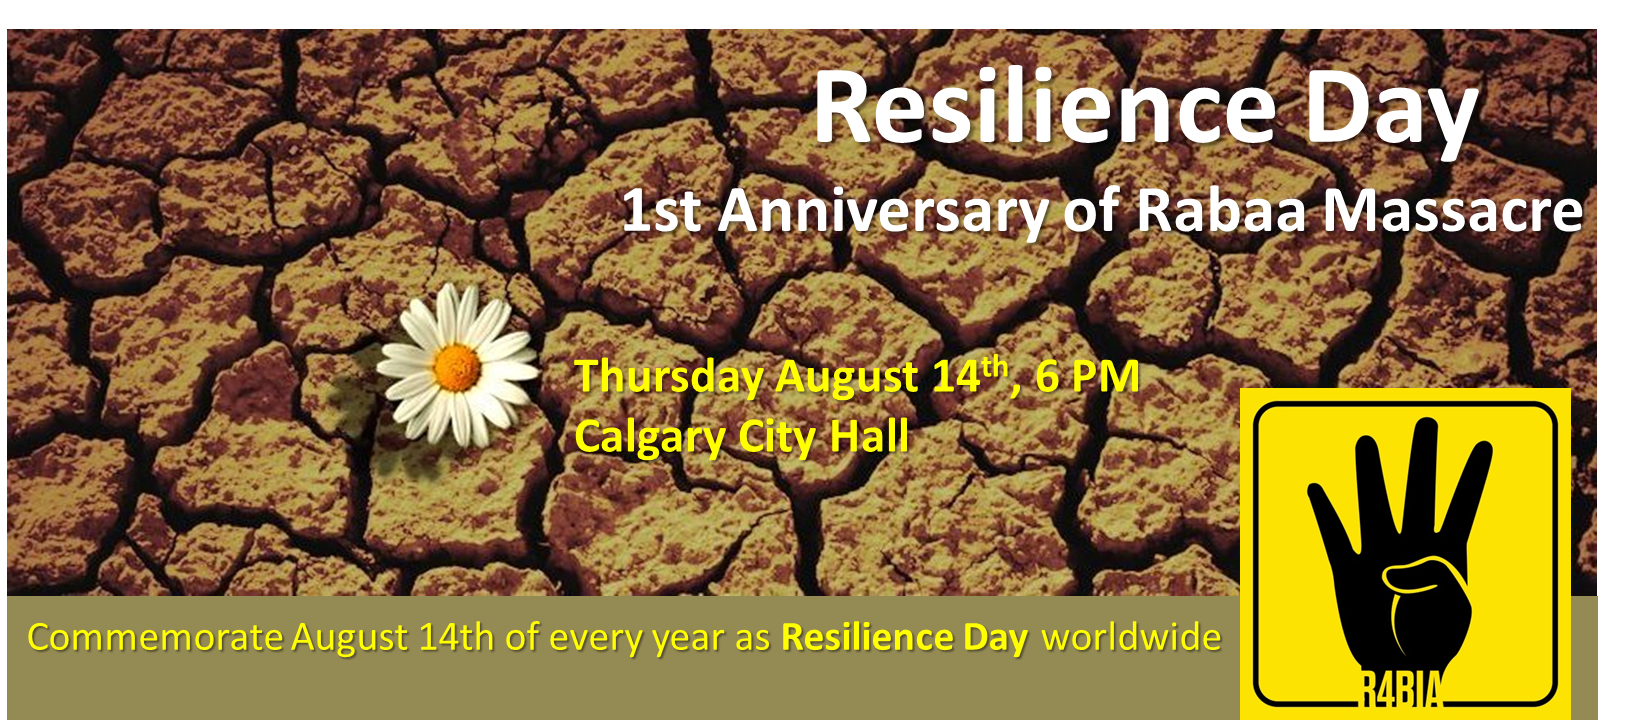 Resilience Day
1st Anniversary of Rabaa Massacre
Thursday August 14th, 6 PM
Calgary City Hall
Commemorate August 14th of every year as Resilience Day worldwide
R4BIA